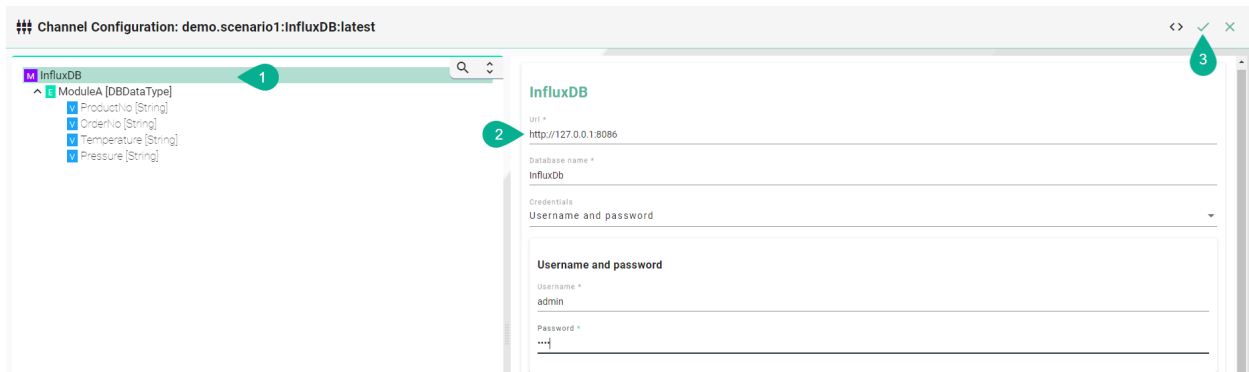 Channel Configuration: demo.scenario1:InfluxDB:latest
<>
3
M InfluxDB
1
E ModuleA [DBDataType]
V ProductNo [String]
V OrderNo [String]
V Temperature [String]
V Pressure [String]
InfluxDB
Url *
2
http://127.0.0.1:8086
Database name *
InfluxDb
Credentials
Username and password
Username and password
Username *
admin
Password *
••••